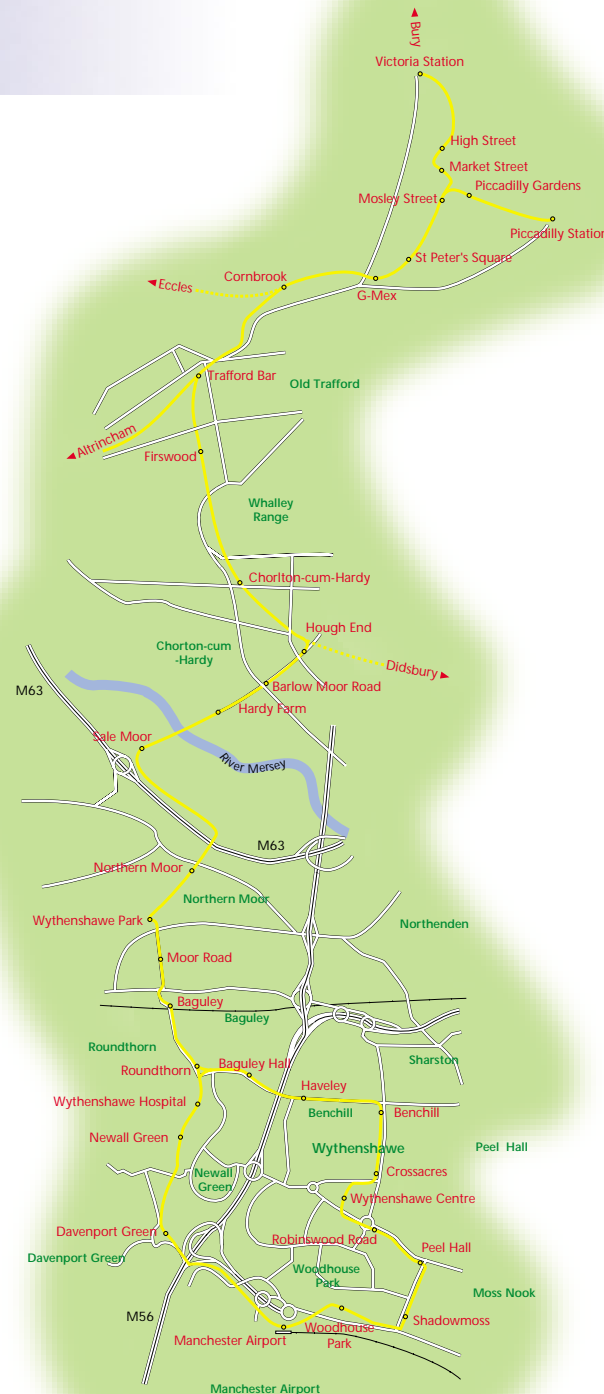 Bury
Victoria Station
High Street
Market Street
Piccadilly Gardens
Mosley Street
Piccadilly Station
St Peter's Square
Cornbrook
Eccles
G-Mex
Trafford Bar
Old Trafford
Altrincham
Firswood
Whalley
Range
Chorlton-cum-Hardy
Hough End
Chorton-cum
-Hardy
Didsbury
Barlow Moor Road
M63
Hardy Farm
Sale Moor
River Mersey
M63
Northern Moor
Northern Moor
Wythenshawe Park
Northenden
Moor Road
Baguley
Baguley
Roundthorn
Sharston
Baguley Hall
Roundthorn
Haveley
Wythenshawe Hospital
Benchill
Benchill
Newall Green
Wythenshawe
Peel Hall
Newall
Green
Crossacres
Wythenshawe Centre
Davenport Green
Robinswood Road
Peel Hall
Davenport Green
Woodhouse
Park
Moss Nook
M56
Shadowmoss
Woodhouse
Park
Manchester Airport
Manchester Airport